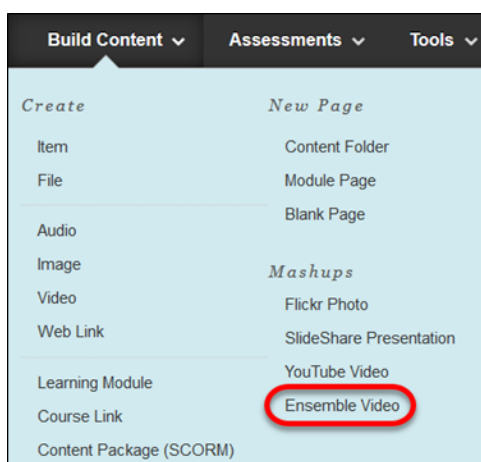 Build Content Assessments Tools
Create
Item
File
Audio
Image
Video
Web Link
Learning Module
Course Link
Content Package (SCORM)
New Page
Content Folder
Module Page
Blank Page
Mashups
Flickr Photo
SlideShare Presentation
YouTube Video
Ensemble Video